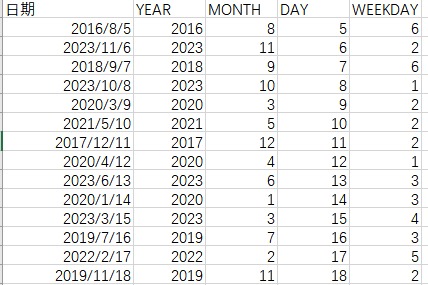 日期 YEAR MONTH DAY WEEKDAY
2016/8/5 2016 8 5 6
2023/11/6 2023 11 6 2
2018/9/7 2018 9 7 6
2023/10/8 2023 10 8 1
2020/3/9 2020 3 9 2
2021/5/10 2021 5 10 2
2017/12/11 2017 12 11 2
2020/4/12 2020 4 12 1
2023/6/13 2023 6 13 3
2020/1/14 2020 1 14 3
2023/3/15 2023 3 15 4
2019/7/16 2019 7 16 3
2022/2/17 2022 2 17 5
2019/11/18 2019 11 18 2